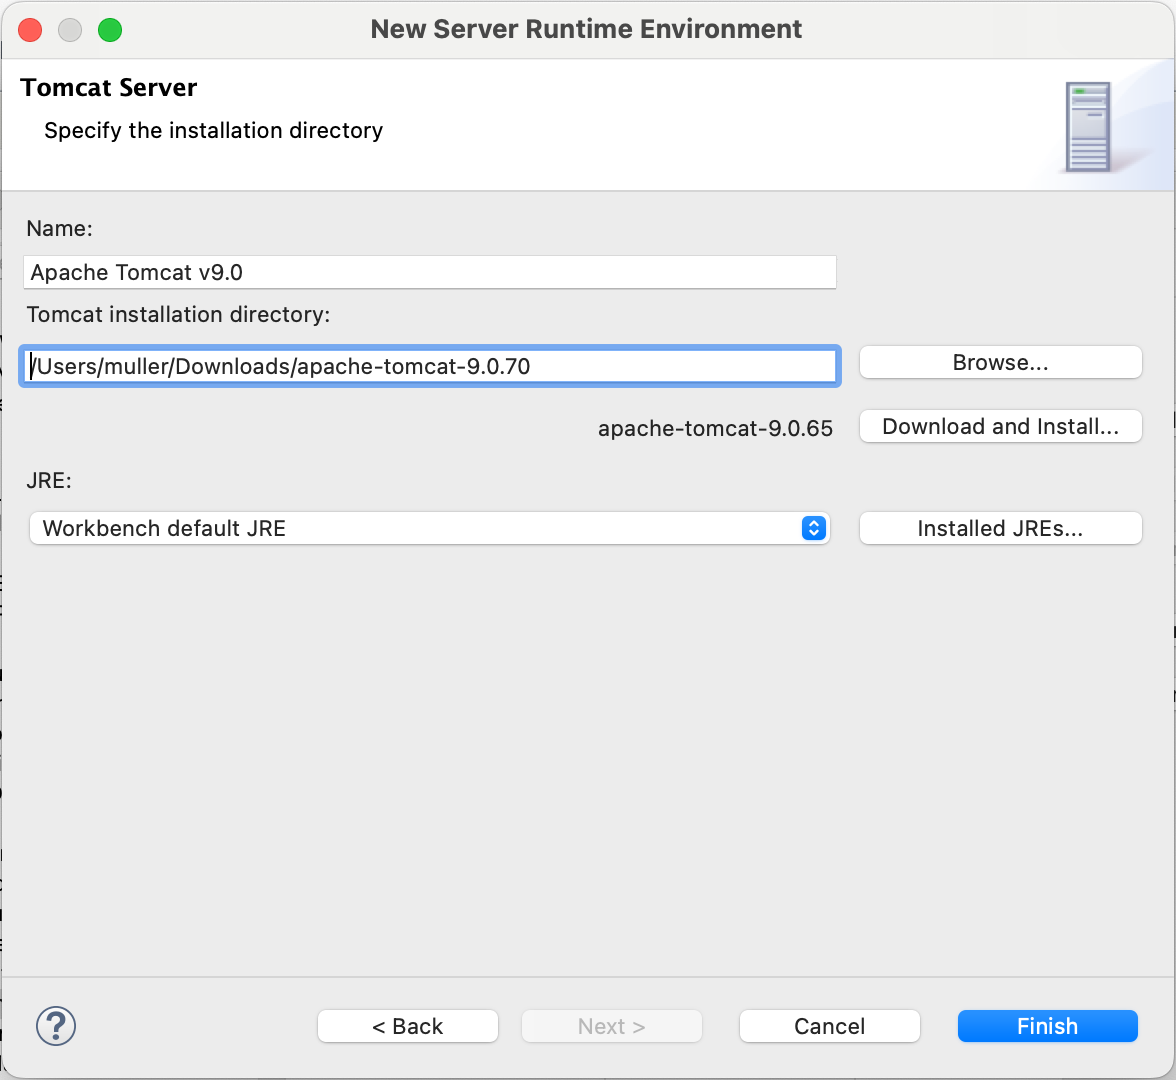 New Server Runtime Environment
Tomcat Server
Specify the installation directory
Name:
Apache Tomcat v9.0
Tomcat installation directory:
/Users/muller/Downloads/apache-tomcat-9.0.70
Browse...
apache-tomcat-9.0.65
Download and Install...
JRE:
Workbench default JRE
Installed JREs...
?
< Back
Next >
Cancel
Finish